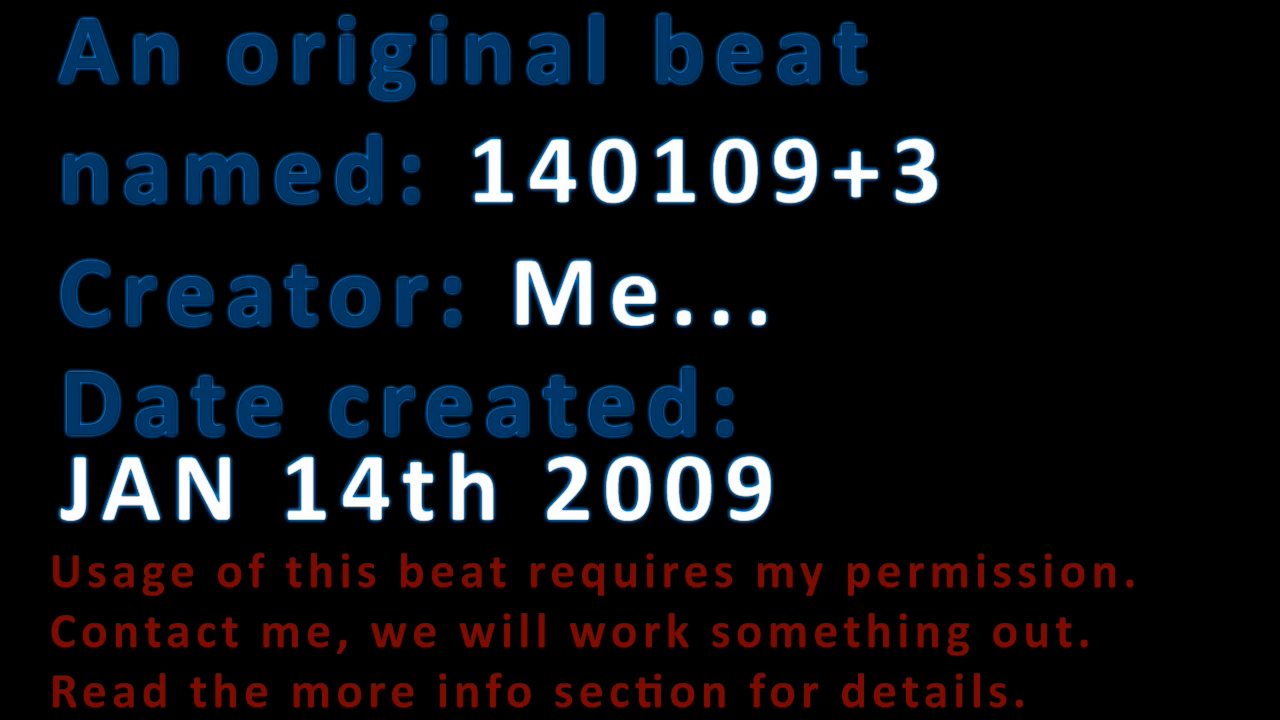 An original beat
named: 140109+3
Creator: Me...
Date created:
JAN 14th 2009
Usage of this beat requires my permission.
Contact me, we will work something out.
Read the more info section for details.